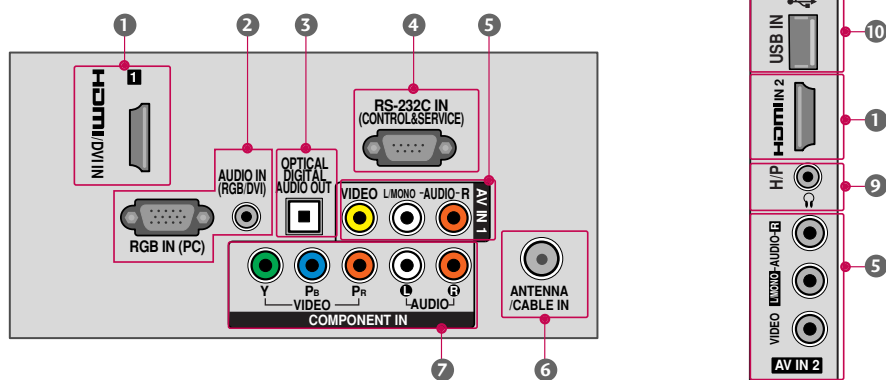 1 2 3 4 5
HDMI/DVI IN
1
AUDIO IN
(RGB/DVI)
OPTICAL
DIGITAL
AUDIO OUT
RS-232C IN
(CONTROL&SERVICE)
RGB IN (PC)
VIDEO L/MONO -AUDIO- R
AV IN 1
Y PB PR L R
VIDEO AUDIO
COMPONENT IN
ANTENNA
/CABLE IN
7 6
USB IN
10
HDMI IN 2
1
H/P
9
VIDEO L/MONO-AUDIO-R
5
AV IN 2